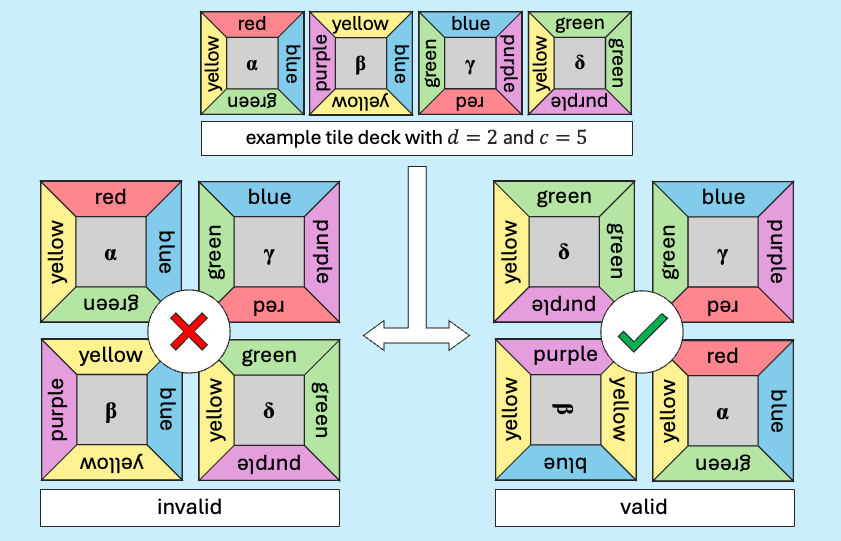 red yellow blue green
yellow α blue purple β blue green γ purple yellow δ green
green yellow red purple
example tile deck with d = 2 and c = 5
red blue green blue
yellow α blue green γ purple yellow δ green green γ purple
green red purple red
yellow green purple red
purple β blue yellow δ green yellow β yellow yellow α blue
yellow purple blue green
invalid valid